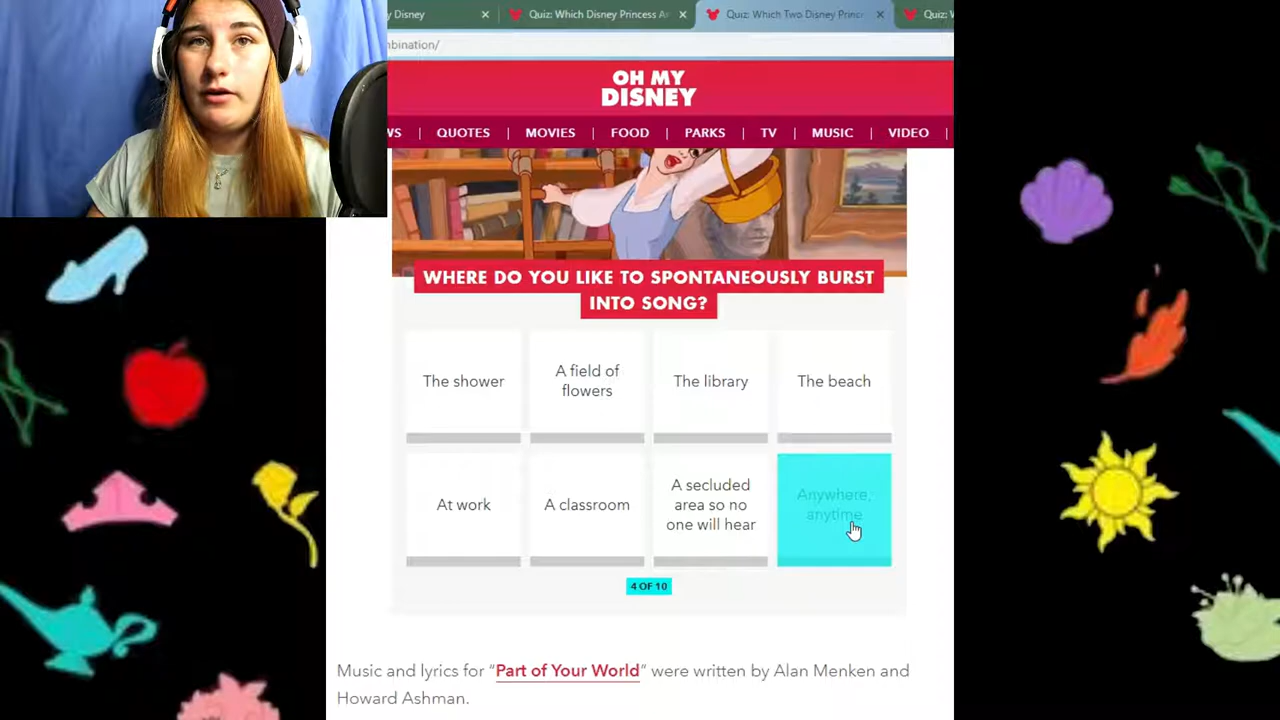 y Disney
Quiz: Which Disney Princess Ar
Quiz: Which Two Disney Princ
Quiz: W
nbination/
OH MY
DISNEY
WS | QUOTES | MOVIES | FOOD | PARKS | TV | MUSIC | VIDEO |
WHERE DO YOU LIKE TO SPONTANEOUSLY BURST
INTO SONG?
The shower
A field of
flowers
The library
The beach
At work
A classroom
A secluded
area so no
one will hear
Anywhere,
anytime
4 OF 10
Music and lyrics for “Part of Your World” were written by Alan Menken and
Howard Ashman.